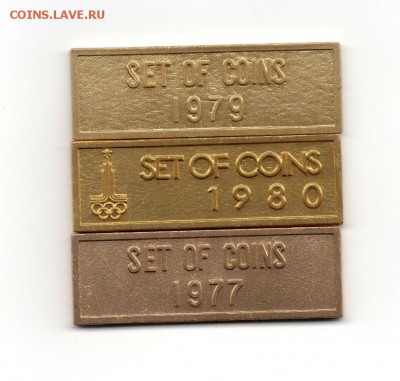 COINS.LAVE.RU
SET OF COINS
1979
SET OF COINS
1980
SET OF COINS
1977